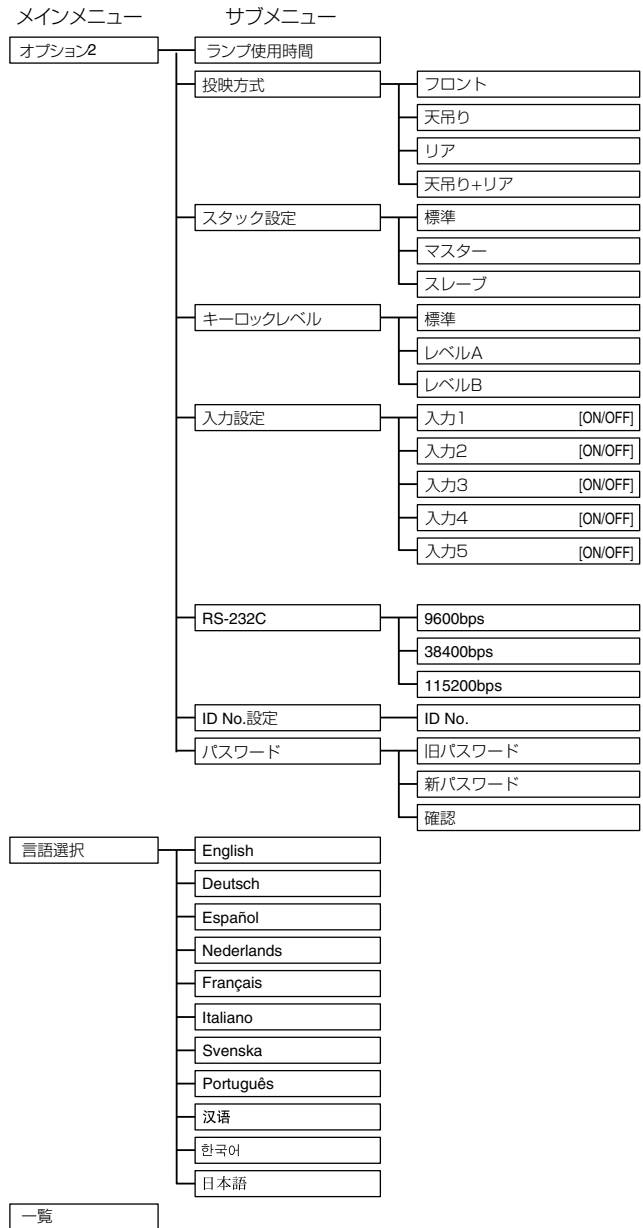 メインメニュー サブメニュー
オプション2 ランプ使用時間
投映方式 フロント
天吊り
リア
天吊り+リア
スタック設定 標準
マスター
スレーブ
キーロックレベル 標準
レベルA
レベルB
入力設定 入力1 [ON/OFF]
入力2 [ON/OFF]
入力3 [ON/OFF]
入力4 [ON/OFF]
入力5 [ON/OFF]
RS-232C 9600bps
38400bps
115200bps
ID No.設定 ID No.
パスワード 旧パスワード
新パスワード
確認
言語選択 English
Deutsch
Español
Nederlands
Français
Italiano
Svenska
Português
汉语
한국어
日本語
一覧